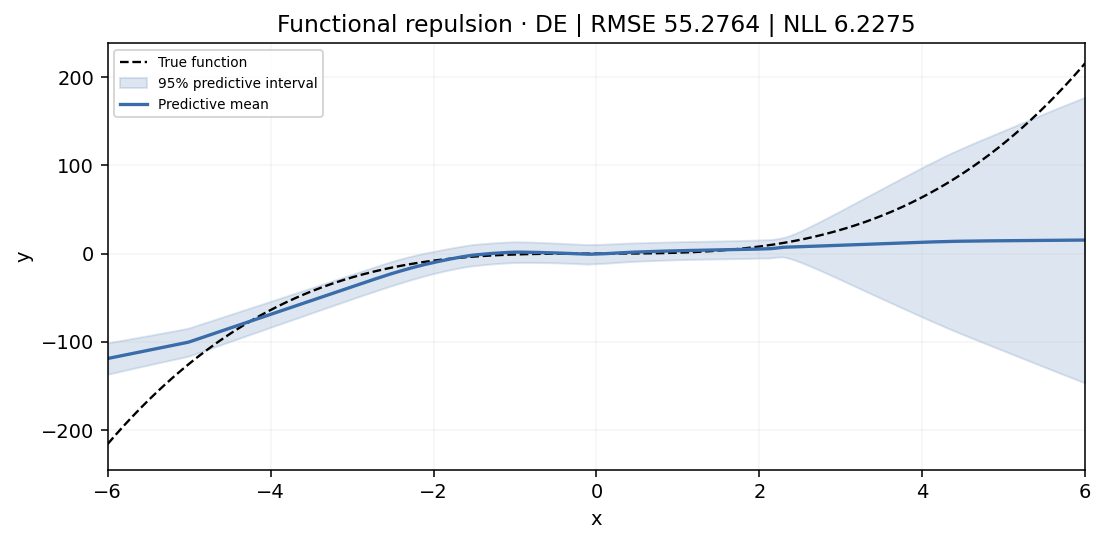 Functional repulsion · DE | RMSE 55.2764 | NLL 6.2275
True function
95% predictive interval
Predictive mean
200
100
0
−100
−200
y
−6 −4 −2 0 2 4 6
x